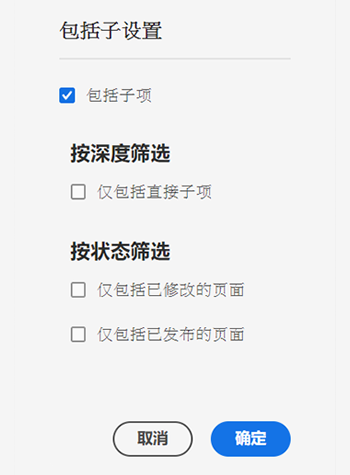 包括子设置
包括子项
按深度筛选
仅包括直接子项
按状态筛选
仅包括已修改的页面
仅包括已发布的页面
取消
确定